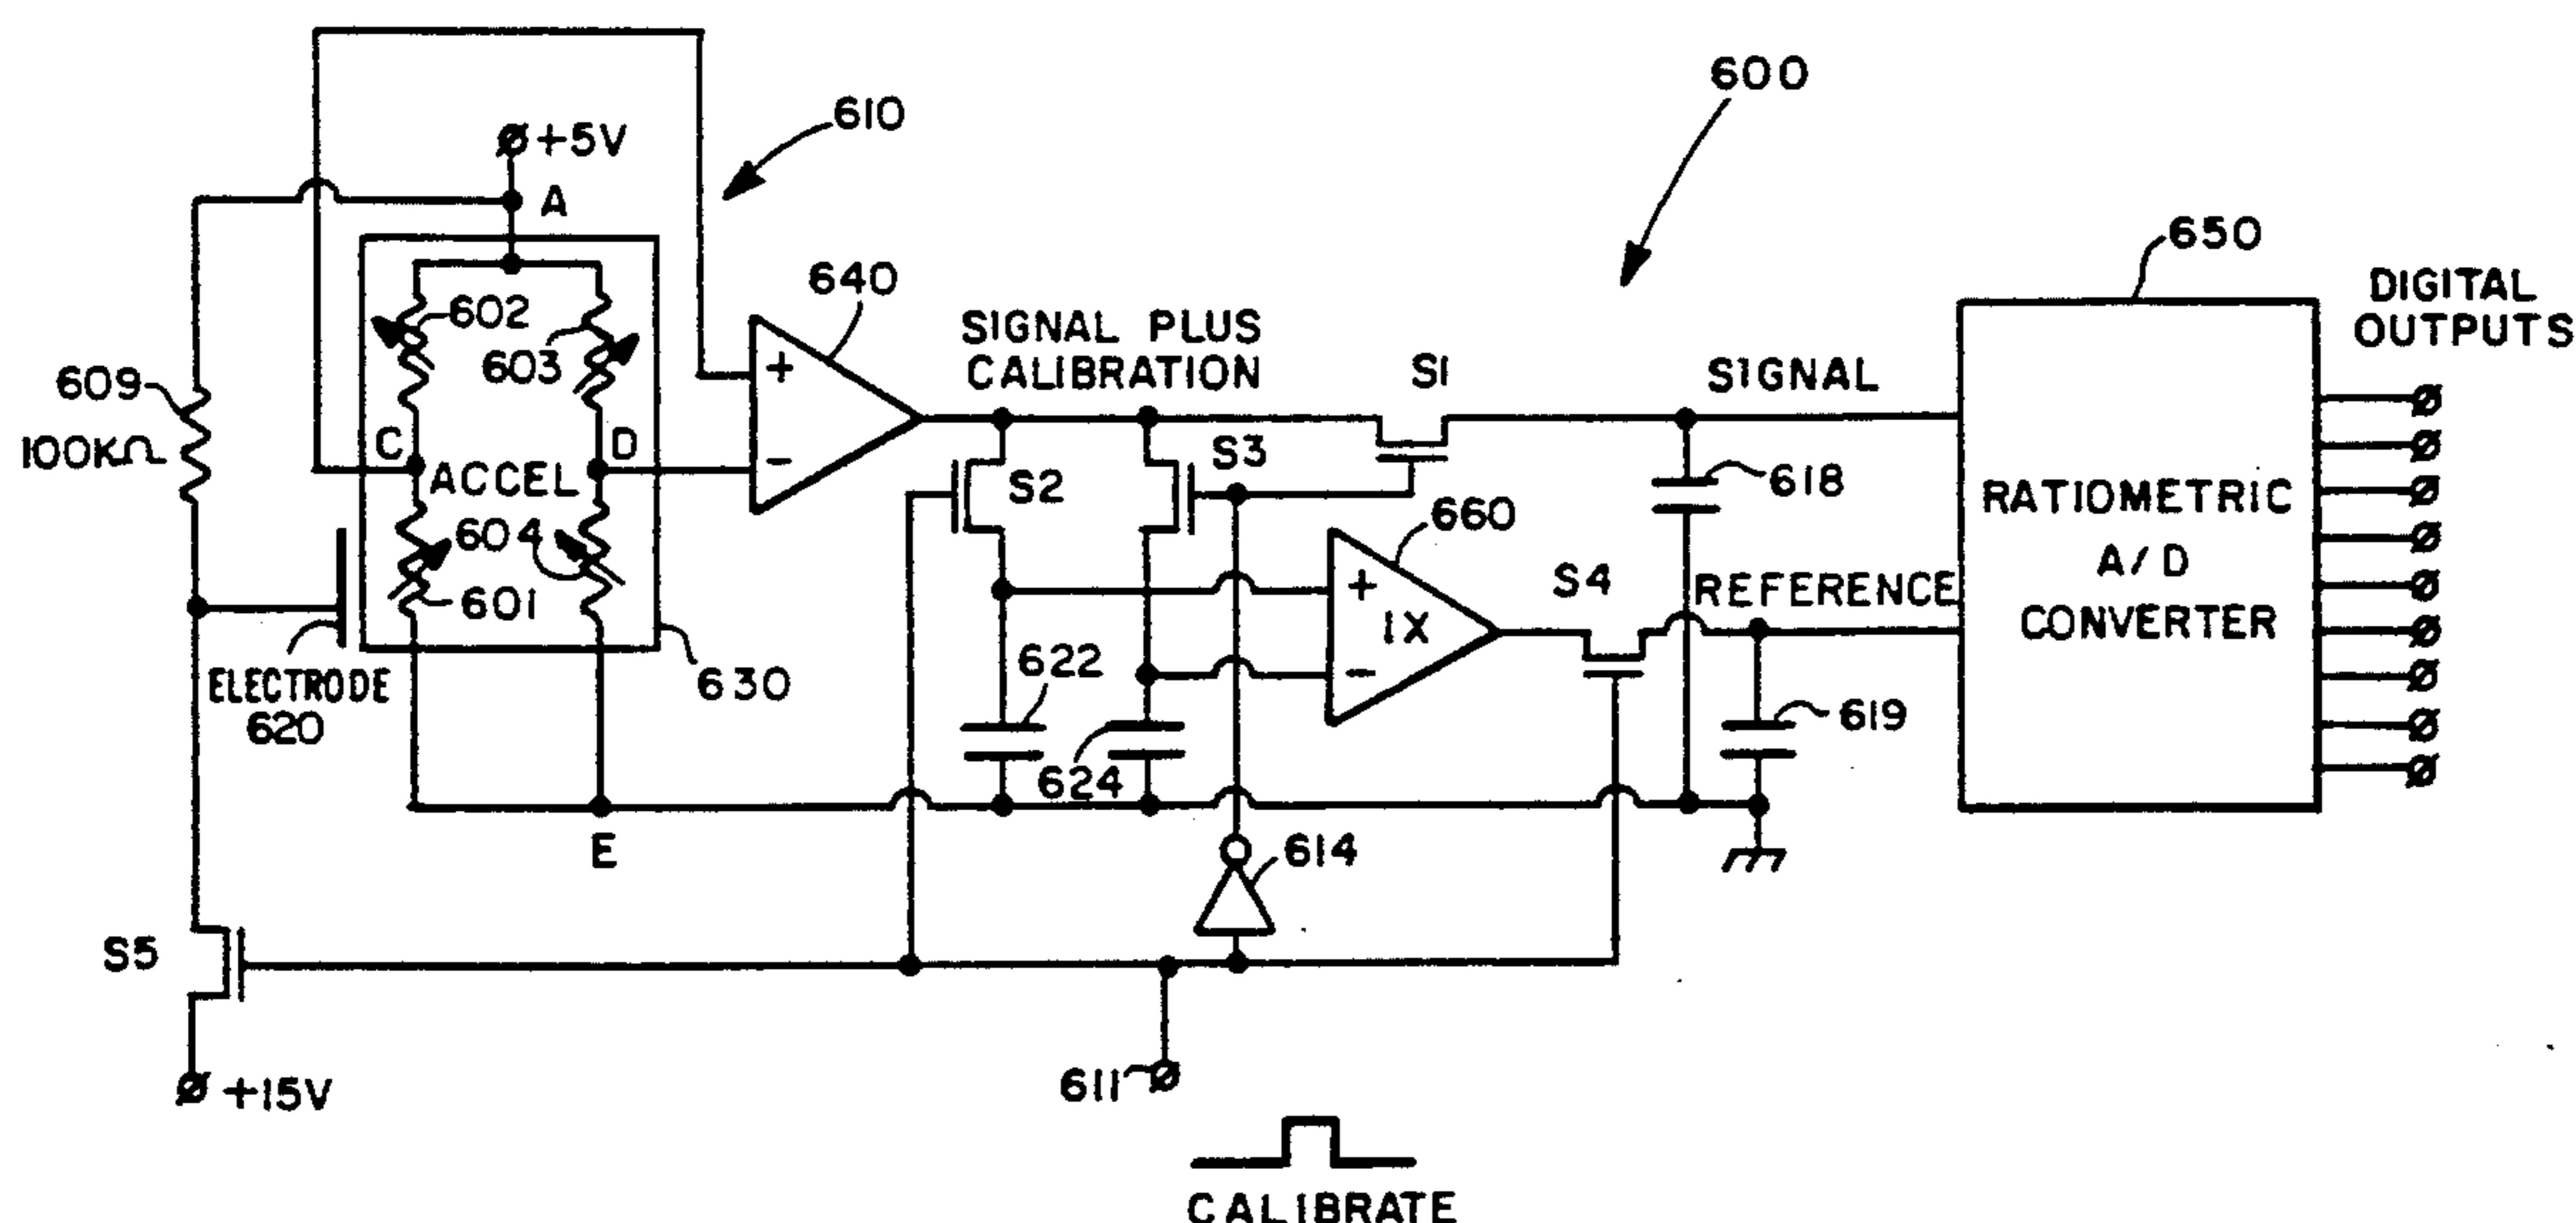 600
610
+5V
A
650
640
DIGITAL
OUTPUTS
602
603
SIGNAL PLUS
CALIBRATION
S1
SIGNAL
609
100KΩ
+
C
D
ACCEL
-
S2
S3
618
RATIOMETRIC
A/D
CONVERTER
604
601
660
S4
REFERENCE
+
1X
-
ELECTRODE
620
630
622
624
619
E
614
S5
+15V
611
CALIBRATE